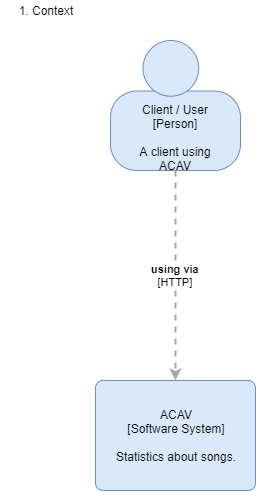 1. Context
Client / User
[Person]
A client using
ACAV
using via
[HTTP]
ACAV
[Software System]
Statistics about songs.